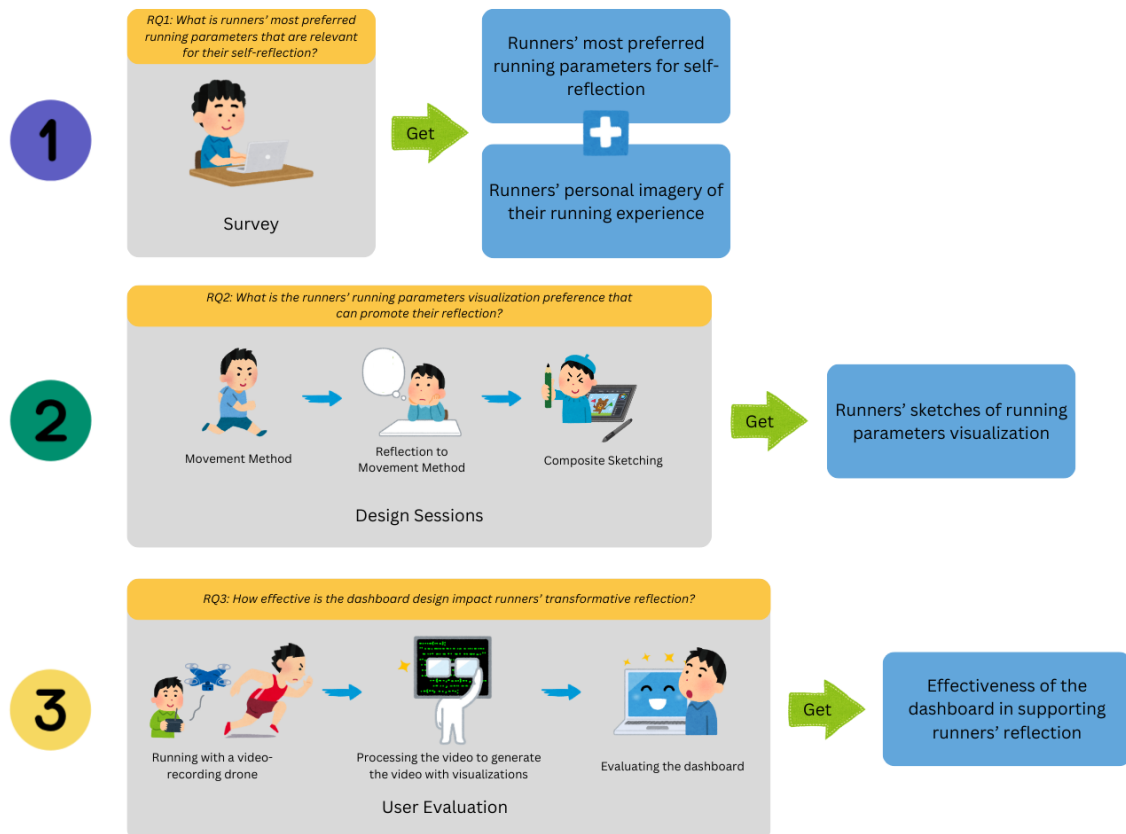 1
RQ1: What is runners' most preferred
running parameters that are relevant
for their self-reflection?
Survey
Get
Runners' most preferred
running parameters for self-
reflection
Runners' personal imagery of
their running experience
2
RQ2: What is the runners' running parameters visualization preference that
can promote their reflection?
Movement Method
Reflection to
Movement Method
Composite Sketching
Design Sessions
Get
Runners' sketches of running
parameters visualization
3
RQ3: How effective is the dashboard design impact runners' transformative reflection?
Running with a video-
recording drone
Processing the video to generate
the video with visualizations
Evaluating the dashboard
User Evaluation
Get
Effectiveness of the
dashboard in supporting
runners' reflection